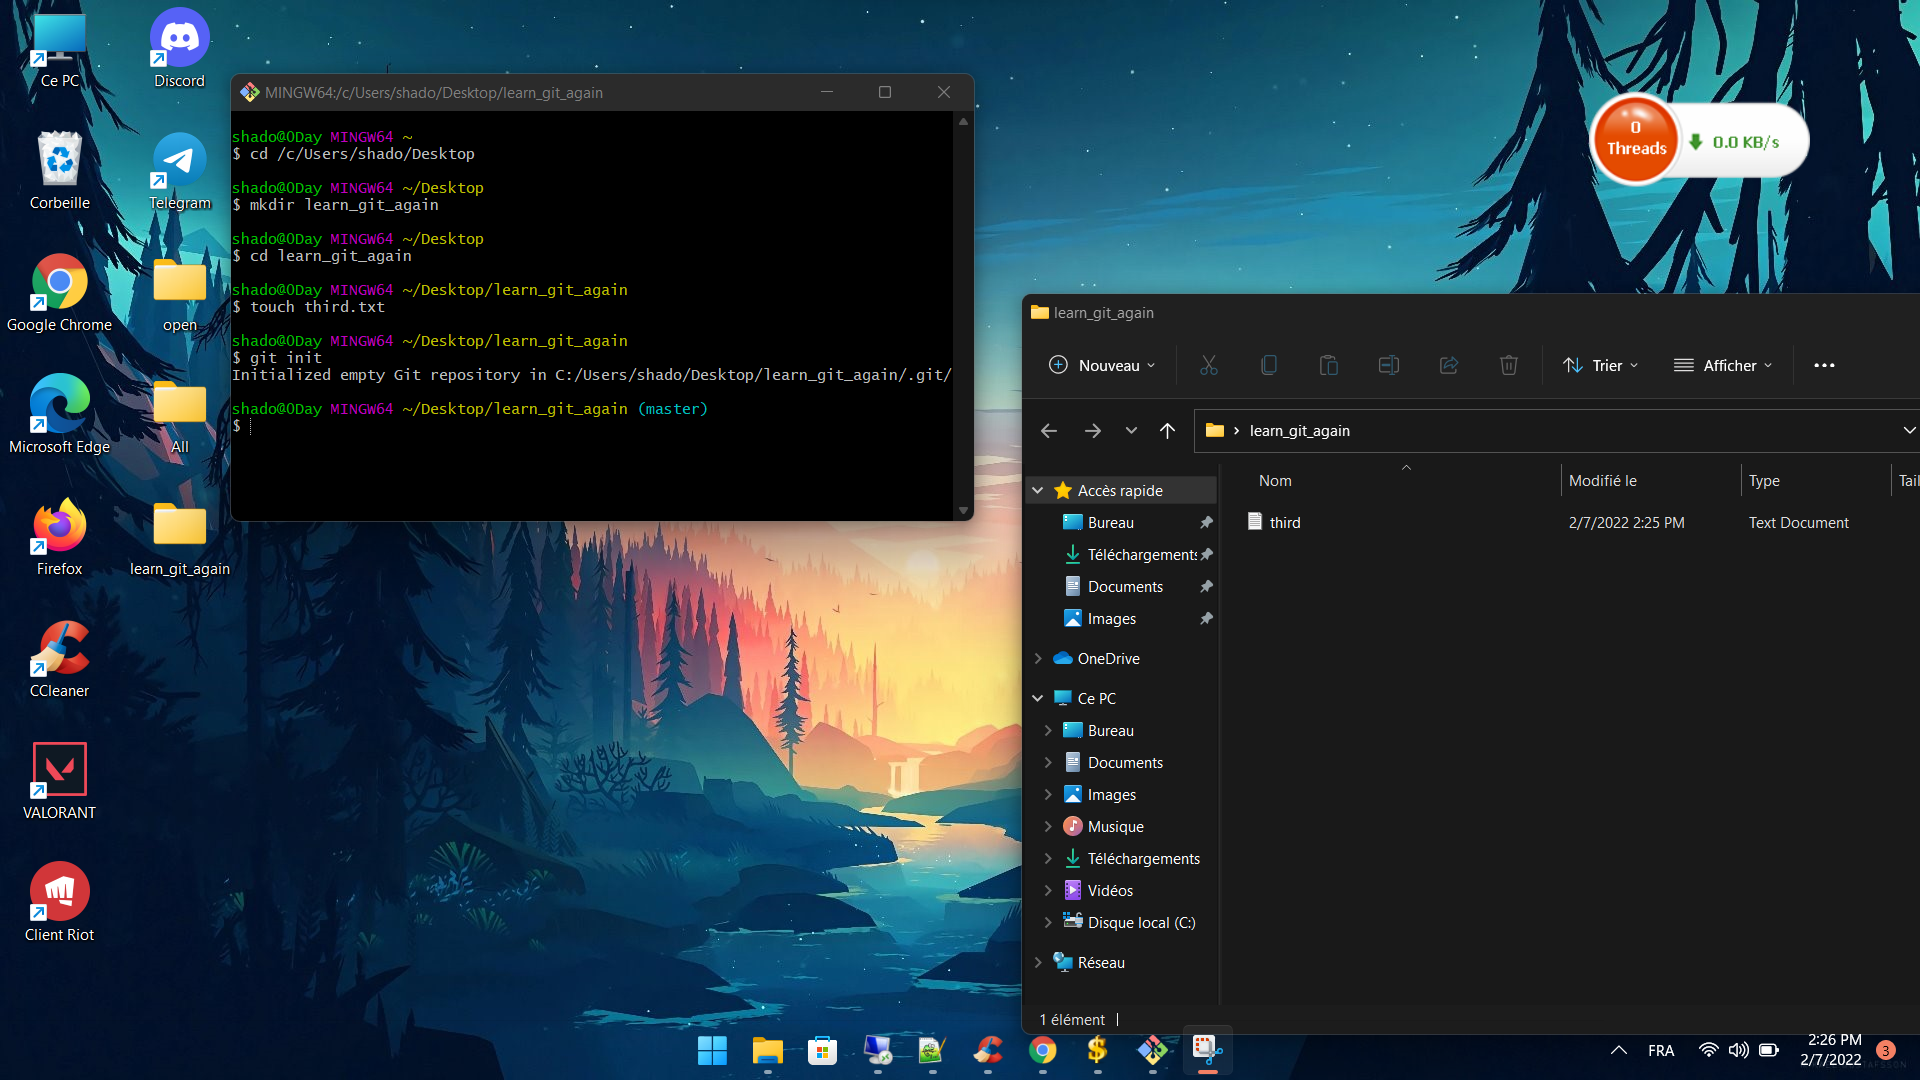 Ce PC
Discord
Corbeille
Telegram
Google Chrome
open
Microsoft Edge
All
Firefox
learn_git_again
CCleaner
VALORANT
Client Riot
MINGW64:/c/Users/shado/Desktop/learn_git_again
shado@0Day MINGW64 ~
$ cd /c/Users/shado/Desktop
shado@0Day MINGW64 ~/Desktop
$ mkdir learn_git_again
shado@0Day MINGW64 ~/Desktop
$ cd learn_git_again
shado@0Day MINGW64 ~/Desktop/learn_git_again
$ touch third.txt
shado@0Day MINGW64 ~/Desktop/learn_git_again
$ git init
Initialized empty Git repository in C:/Users/shado/Desktop/learn_git_again/.git/
shado@0Day MINGW64 ~/Desktop/learn_git_again (master)
$
0
Threads
0.0 KB/s
learn_git_again
Nouveau
Trier
Afficher
learn_git_again
Nom
Modifié le
Type
Tail
third
2/7/2022 2:25 PM
Text Document
Accès rapide
Bureau
Téléchargements
Documents
Images
OneDrive
Ce PC
Bureau
Documents
Images
Musique
Téléchargements
Vidéos
Disque local (C:)
Réseau
1 élément
FRA
2:26 PM
2/7/2022
3